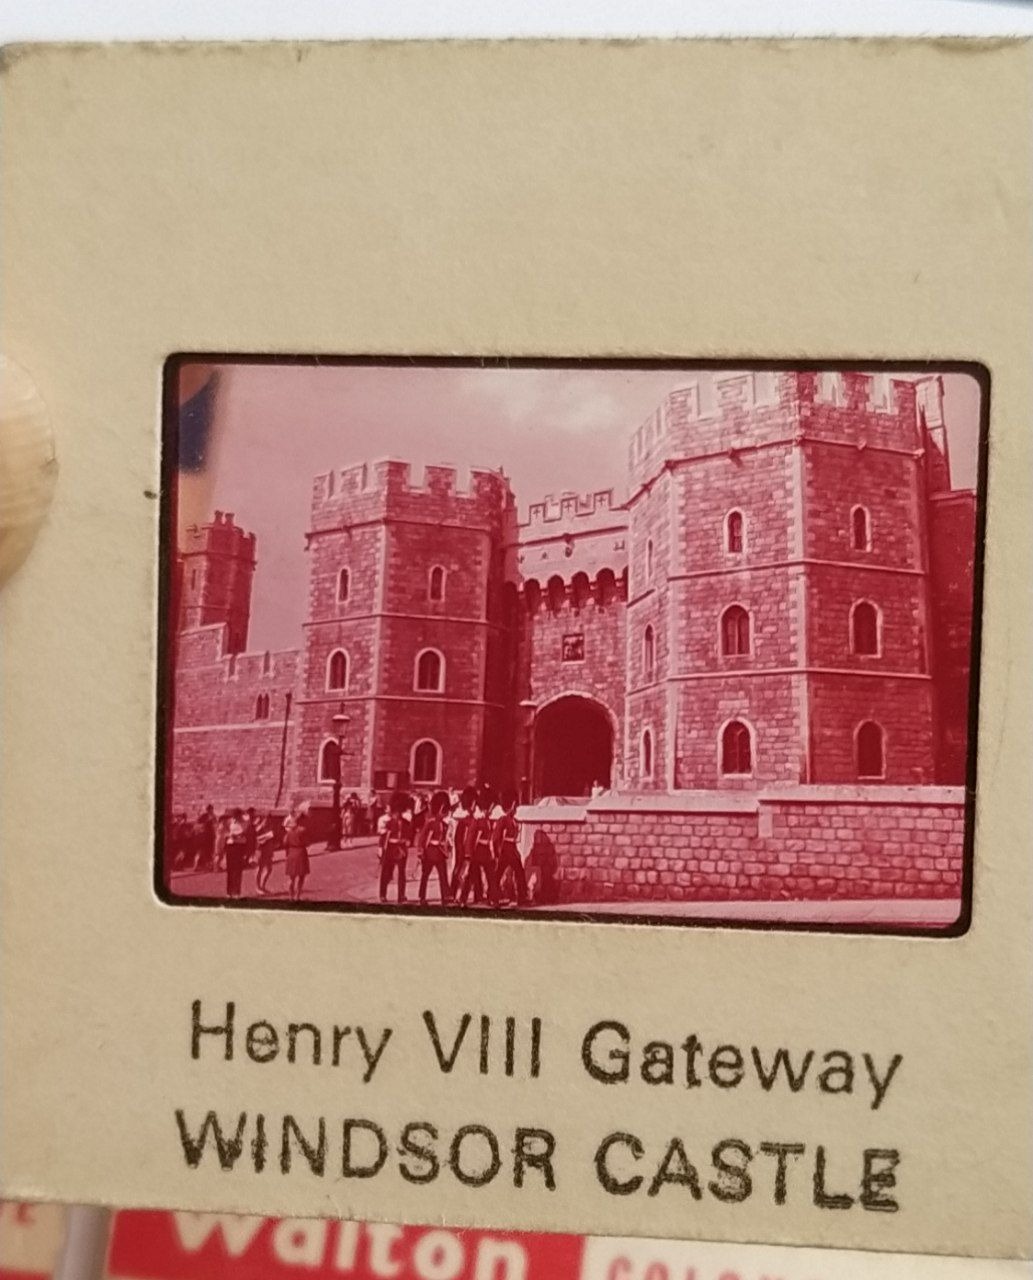 Henry VIII Gateway
WINDSOR CASTLE
Walton